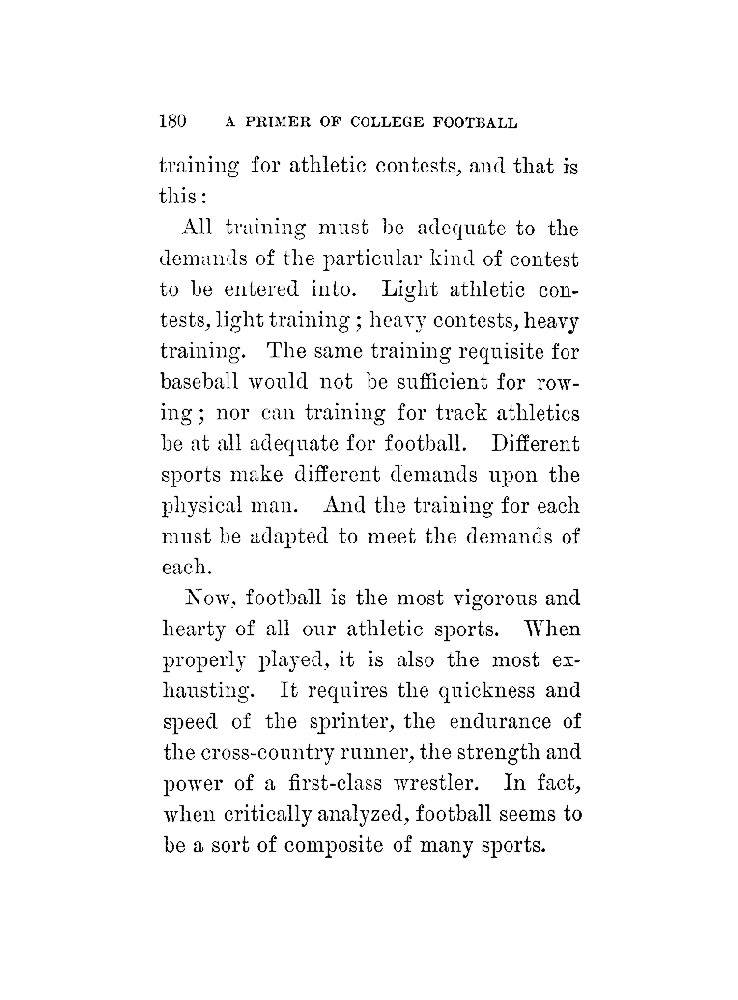 180 A PRIMER OF COLLEGE FOOTBALL
training for athletic contests, and that is
this:
All training must be adequate to the
demands of the particular kind of contest
to be entered into. Light athletic con-
tests, light training ; heavy contests, heavy
training. The same training requisite for
baseball would not be sufficient for row-
ing ; nor can training for track athletics
be at all adequate for football. Different
sports make different demands upon the
physical man. And the training for each
must be adapted to meet the demands of
each.
Now, football is the most vigorous and
hearty of all our athletic sports. When
properly played, it is also the most ex-
hausting. It requires the quickness and
speed of the sprinter, the endurance of
the cross-country runner, the strength and
power of a first-class wrestler. In fact,
when critically analyzed, football seems to
be a sort of composite of many sports.